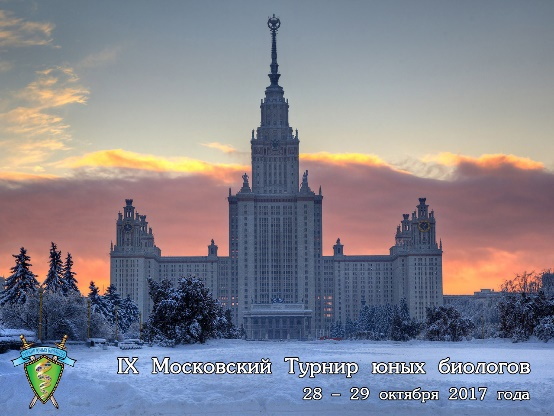 IX Московский Турнир юных биологов
28 – 29 октября 2017 года